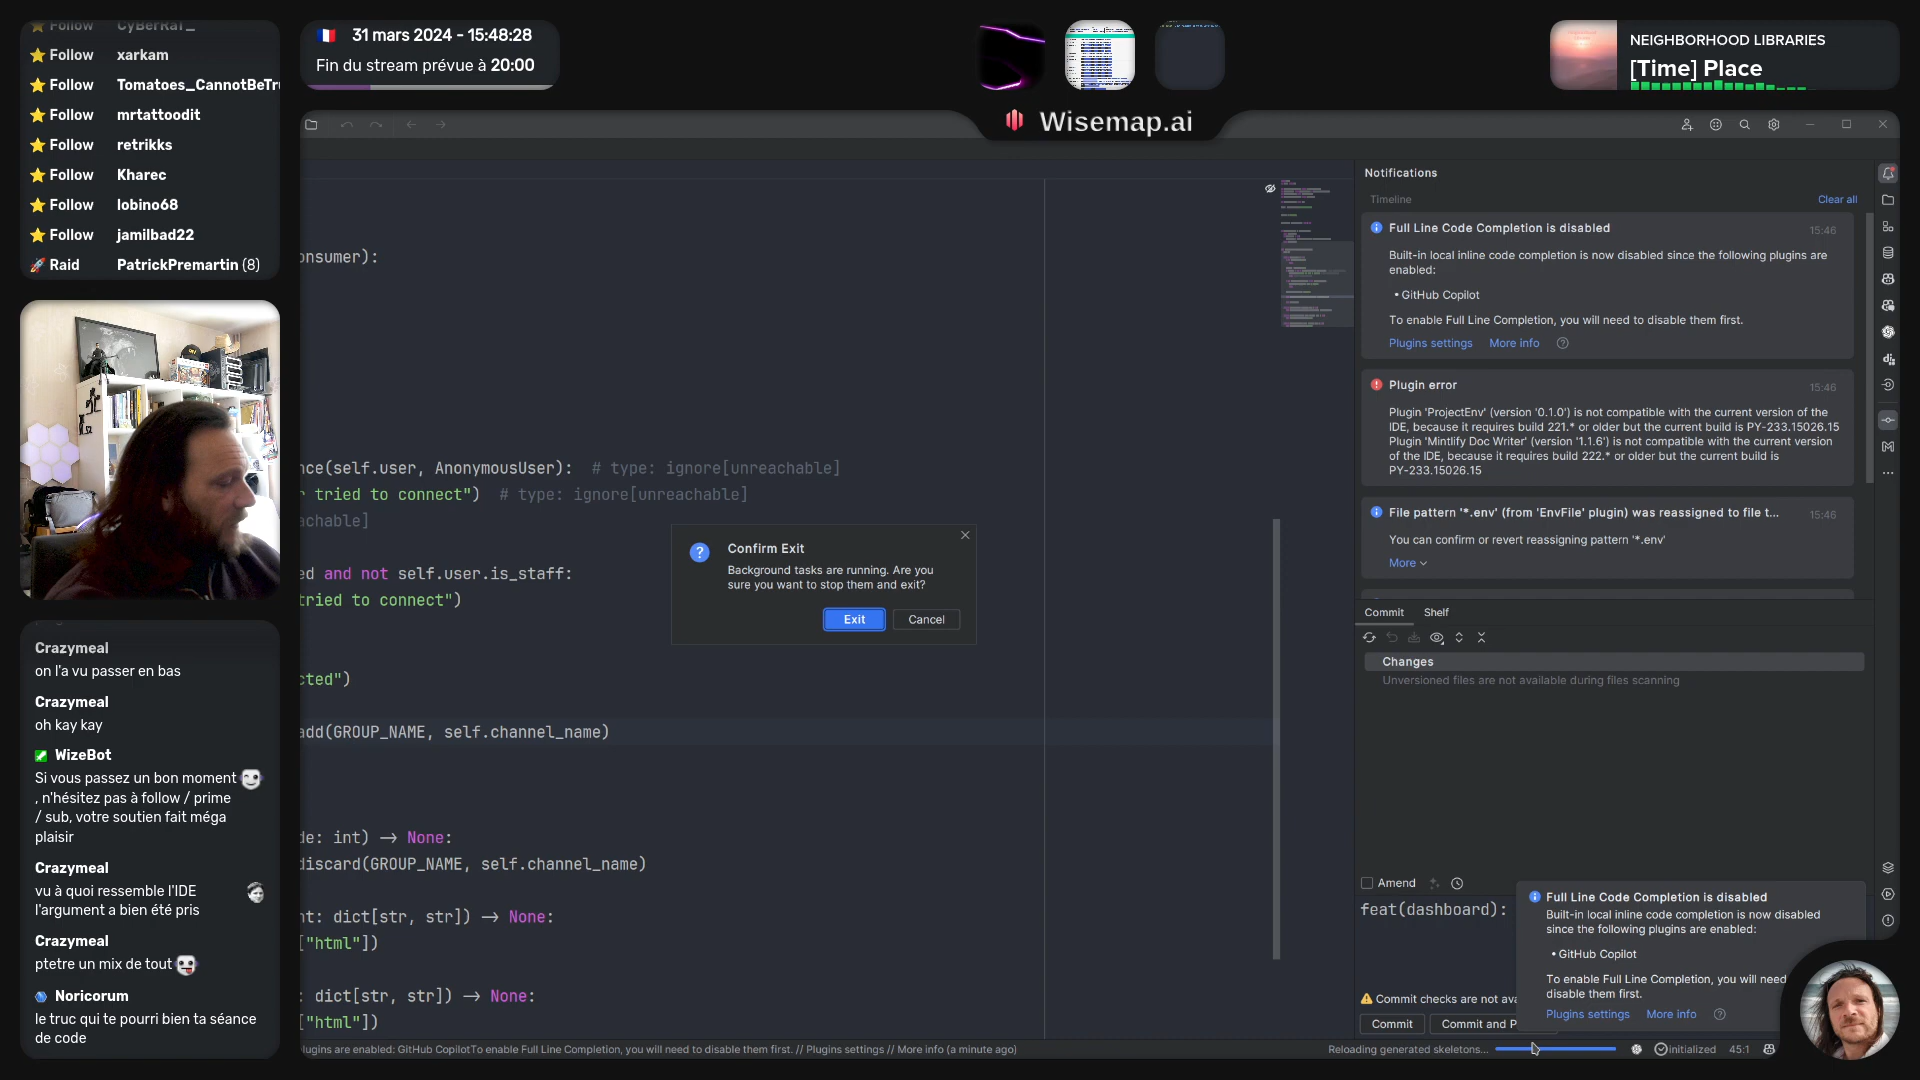 Follow CyBerRaT_
Follow xarkam
Follow Tomatoes_CannotBeTr
Follow mrtattoodit
Follow retrikks
Follow Kharec
Follow lobino68
Follow jamilbad22
Raid PatrickPremartin (8)
31 mars 2024 - 15:48:28
Fin du stream prévue à 20:00
NEIGHBORHOOD LIBRARIES
[Time] Place
Wisemap.ai
onsumer):
nce(self.user, AnonymousUser):  # type: ignore[unreachable]
r tried to connect")  # type: ignore[unreachable]
achable]
ed and not self.user.is_staff:
tried to connect")
cted")
add(GROUP_NAME, self.channel_name)
de: int) → None:
discard(GROUP_NAME, self.channel_name)
nt: dict[str, str]) → None:
["html"])
: dict[str, str]) → None:
["html"])
Confirm Exit
Background tasks are running. Are you
sure you want to stop them and exit?
Exit Cancel
Notifications
Timeline Clear all
Full Line Code Completion is disabled 15:46
Built-in local inline code completion is now disabled since the following plugins are
enabled:
• GitHub Copilot
To enable Full Line Completion, you will need to disable them first.
Plugins settings More info
Plugin error 15:46
Plugin 'ProjectEnv' (version '0.1.0') is not compatible with the current version of the
IDE, because it requires build 221.* or older but the current build is PY-233.15026.15
Plugin 'Mintlify Doc Writer' (version '1.1.6') is not compatible with the current version
of the IDE, because it requires build 222.* or older but the current build is
PY-233.15026.15
File pattern '*.env' (from 'EnvFile' plugin) was reassigned to file t... 15:46
You can confirm or revert reassigning pattern '*.env'
More
Commit Shelf
Changes
Unversioned files are not available during files scanning
Amend
feat(dashboard):
Commit checks are not ava
Commit Commit and P
Full Line Code Completion is disabled
Built-in local inline code completion is now disabled
since the following plugins are enabled:
• GitHub Copilot
To enable Full Line Completion, you will need
disable them first.
Plugins settings More info
lugins are enabled: GitHub CopilotTo enable Full Line Completion, you will need to disable them first. // Plugins settings // More info (a minute ago)
Reloading generated skeletons... Initialized 45:1
Crazymeal
on l'a vu passer en bas
Crazymeal
oh kay kay
WizeBot
Si vous passez un bon moment
, n'hésitez pas à follow / prime
/ sub, votre soutien fait méga
plaisir
Crazymeal
vu à quoi ressemble l'IDE
l'argument a bien été pris
Crazymeal
ptetre un mix de tout
Noricorum
le truc qui te pourri bien ta séance
de code